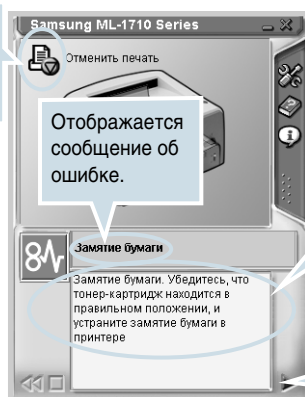 Samsung ML-1710 Series
Отменить печать
Отображается
сообщение об
ошибке.
Замятие бумаги
Замятие бумаги. Убедитесь, что
тонер-картридж находится в
правильном положении, и
устраните замятие бумаги в
принтере